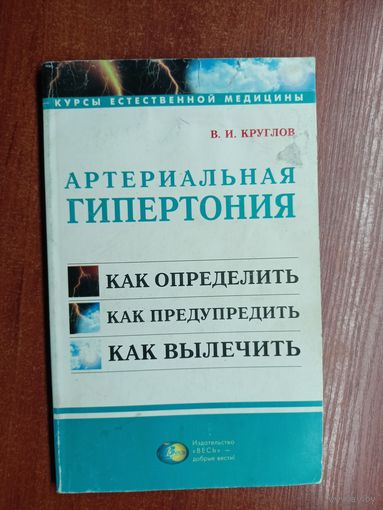 КУРСЫ ЕСТЕСТВЕННОЙ МЕДИЦИНЫ
В. И. КРУГЛОВ
АРТЕРИАЛЬНАЯ
ГИПЕРТОНИЯ
КАК ОПРЕДЕЛИТЬ
КАК ПРЕДУПРЕДИТЬ
КАК ВЫЛЕЧИТЬ
Издательство
«ВЕСЬ» –
добрые вести!